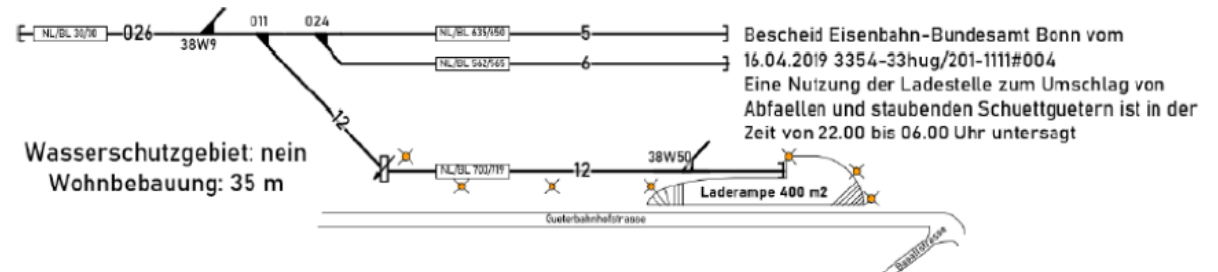 011 024
NL/BL 30/30 026 38W9 NL/BL 635/650 5
NL/BL 562/565 6
Bescheid Eisenbahn-Bundesamt Bonn vom
16.04.2019 3354-33hug/201-1111#004
Eine Nutzung der Ladestelle zum Umschlag von
Abfaellen und staubenden Schuettguetern ist in der
Zeit von 22.00 bis 06.00 Uhr untersagt
12
Wasserschutzgebiet: nein
Wohnbebauung: 35 m
NL/BL 700/719 12 38W50
Laderampe 400 m2
Gueterbahnhofstrasse
Basaltstrasse